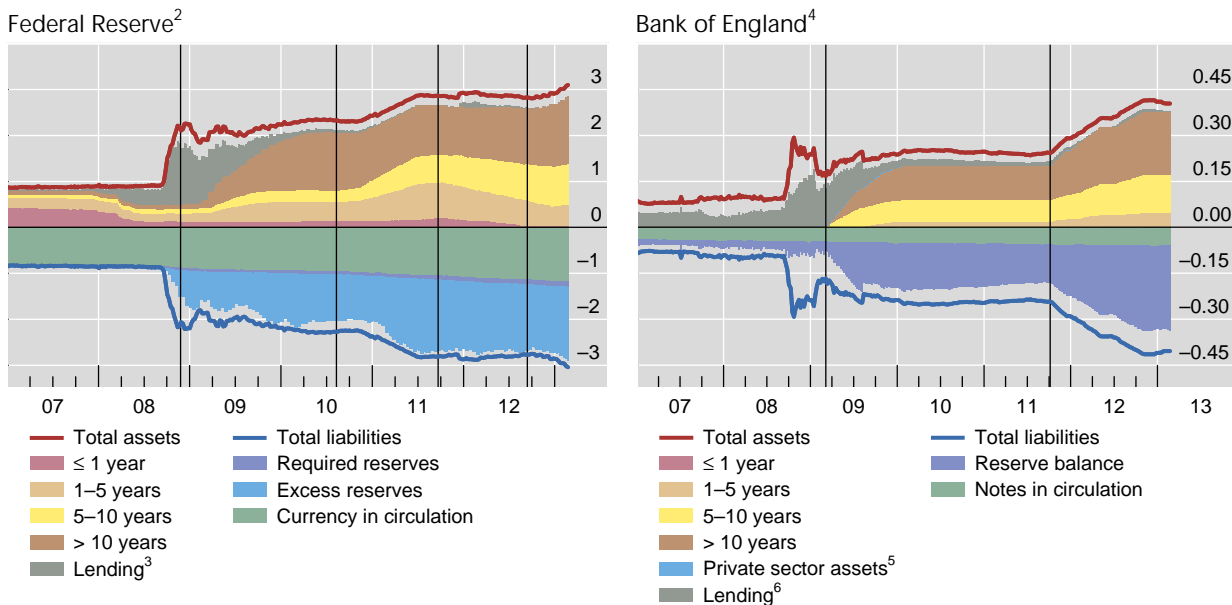 Federal Reserve²
3
2
1
0
–1
–2
–3
07 08 09 10 11 12
Total assets
≤ 1 year
1–5 years
5–10 years
> 10 years
Lending³
Total liabilities
Required reserves
Excess reserves
Currency in circulation
Bank of England⁴
0.45
0.30
0.15
0.00
–0.15
–0.30
–0.45
07 08 09 10 11 12 13
Total assets
≤ 1 year
1–5 years
5–10 years
> 10 years
Private sector assets⁵
Lending⁶
Total liabilities
Reserve balance
Notes in circulation